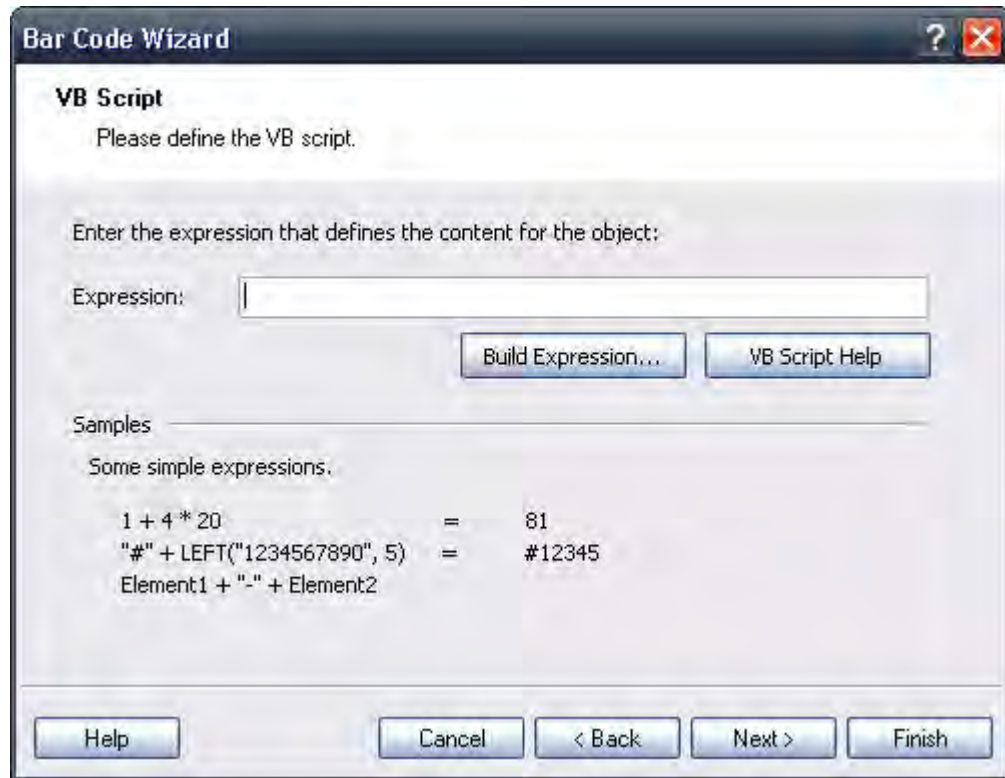 Bar Code Wizard ?
VB Script
Please define the VB script.
Enter the expression that defines the content for the object:
Expression:
Build Expression... VB Script Help
Samples
Some simple expressions.
1 + 4 * 20 = 81
"#" + LEFT("1234567890", 5) = #12345
Element1 + "-" + Element2
Help Cancel < Back Next > Finish